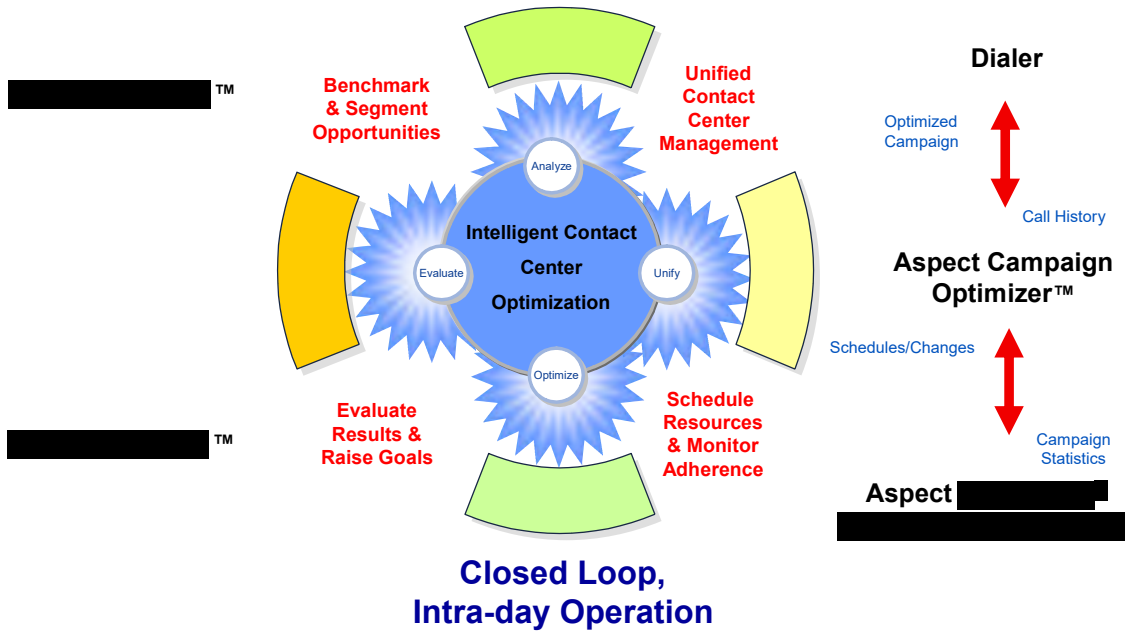 ™
Benchmark
& Segment
Opportunities
Unified
Contact
Center
Management
Dialer
Optimized
Campaign
Call History
Analyze
Intelligent Contact
Center
Optimization
Evaluate
Unify
Optimize
Aspect Campaign
Optimizer™
Schedules/Changes
Campaign
Statistics
™
Evaluate
Results &
Raise Goals
Schedule
Resources
& Monitor
Adherence
Aspect
Closed Loop,
Intra-day Operation